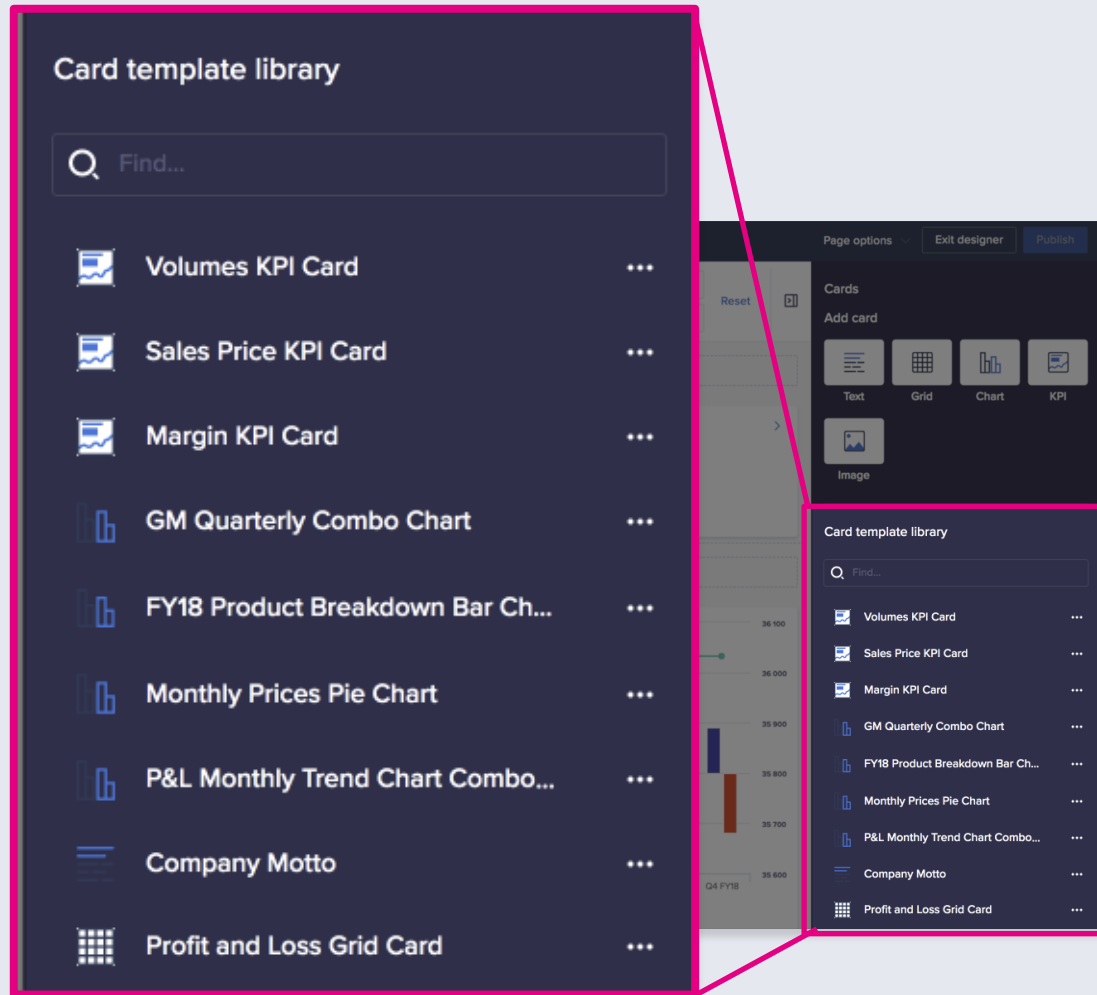 Card template library
Find...
Volumes KPI Card
Sales Price KPI Card
Margin KPI Card
GM Quarterly Combo Chart
FY18 Product Breakdown Bar Ch...
Monthly Prices Pie Chart
P&L Monthly Trend Chart Combo...
Company Motto
Profit and Loss Grid Card
Page options
Exit designer
Publish
Reset
Cards
Add card
Text
Grid
Chart
KPI
Image
Card template library
Find...
Volumes KPI Card
Sales Price KPI Card
Margin KPI Card
GM Quarterly Combo Chart
FY18 Product Breakdown Bar Ch...
Monthly Prices Pie Chart
P&L Monthly Trend Chart Combo...
Company Motto
Profit and Loss Grid Card
36 100
36 000
35 900
35 800
35 700
35 600
Q4 FY18